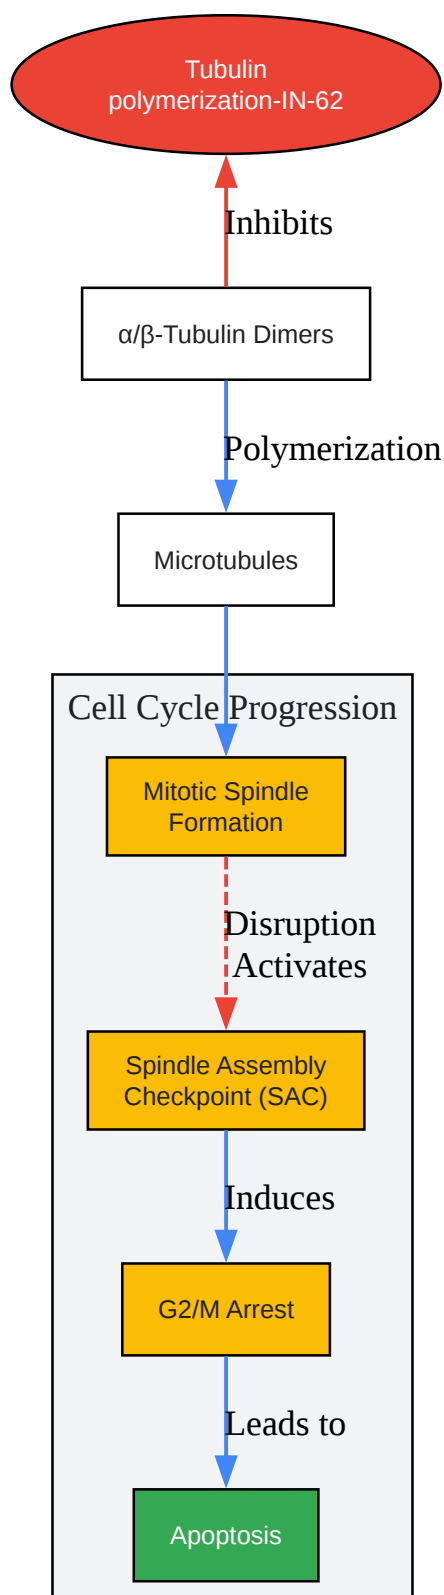 Tubulin
polymerization-IN-62
Inhibits
α/β-Tubulin Dimers
Polymerization
Microtubules
Cell Cycle Progression
Mitotic Spindle
Formation
Disruption
Activates
Spindle Assembly
Checkpoint (SAC)
Induces
G2/M Arrest
Leads to
Apoptosis